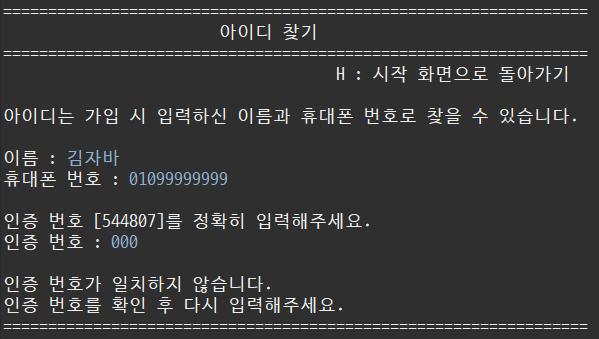 =================================================================
아이디 찾기
=================================================================
H : 시작 화면으로 돌아가기
아이디는 가입 시 입력하신 이름과 휴대폰 번호로 찾을 수 있습니다.
이름 : 김자바
휴대폰 번호 : 01099999999
인증 번호 [544807]를 정확히 입력해주세요.
인증 번호 : 000
인증 번호가 일치하지 않습니다.
인증 번호를 확인 후 다시 입력해주세요.
=================================================================